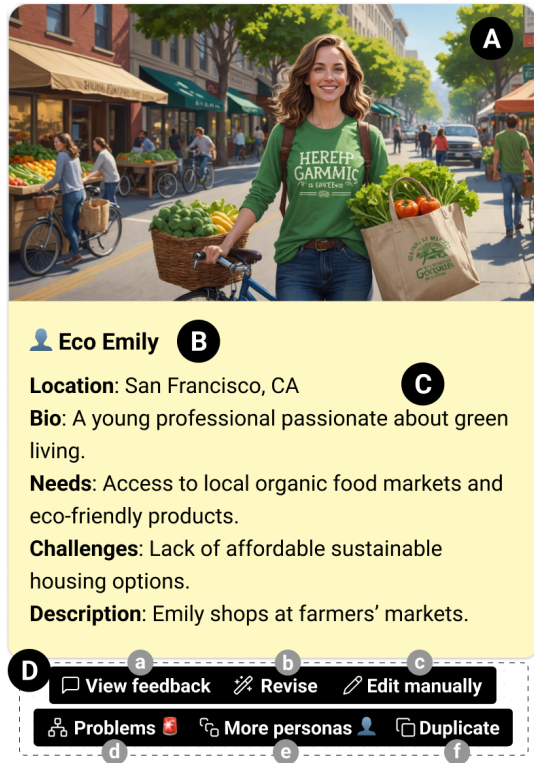 A
HEREHP
GARMMIC
Eco Emily B
Location: San Francisco, CA C
Bio: A young professional passionate about green
living.
Needs: Access to local organic food markets and
eco-friendly products.
Challenges: Lack of affordable sustainable
housing options.
Description: Emily shops at farmers’ markets.
D
a b c
View feedback Revise Edit manually
Problems More personas Duplicate
d e f